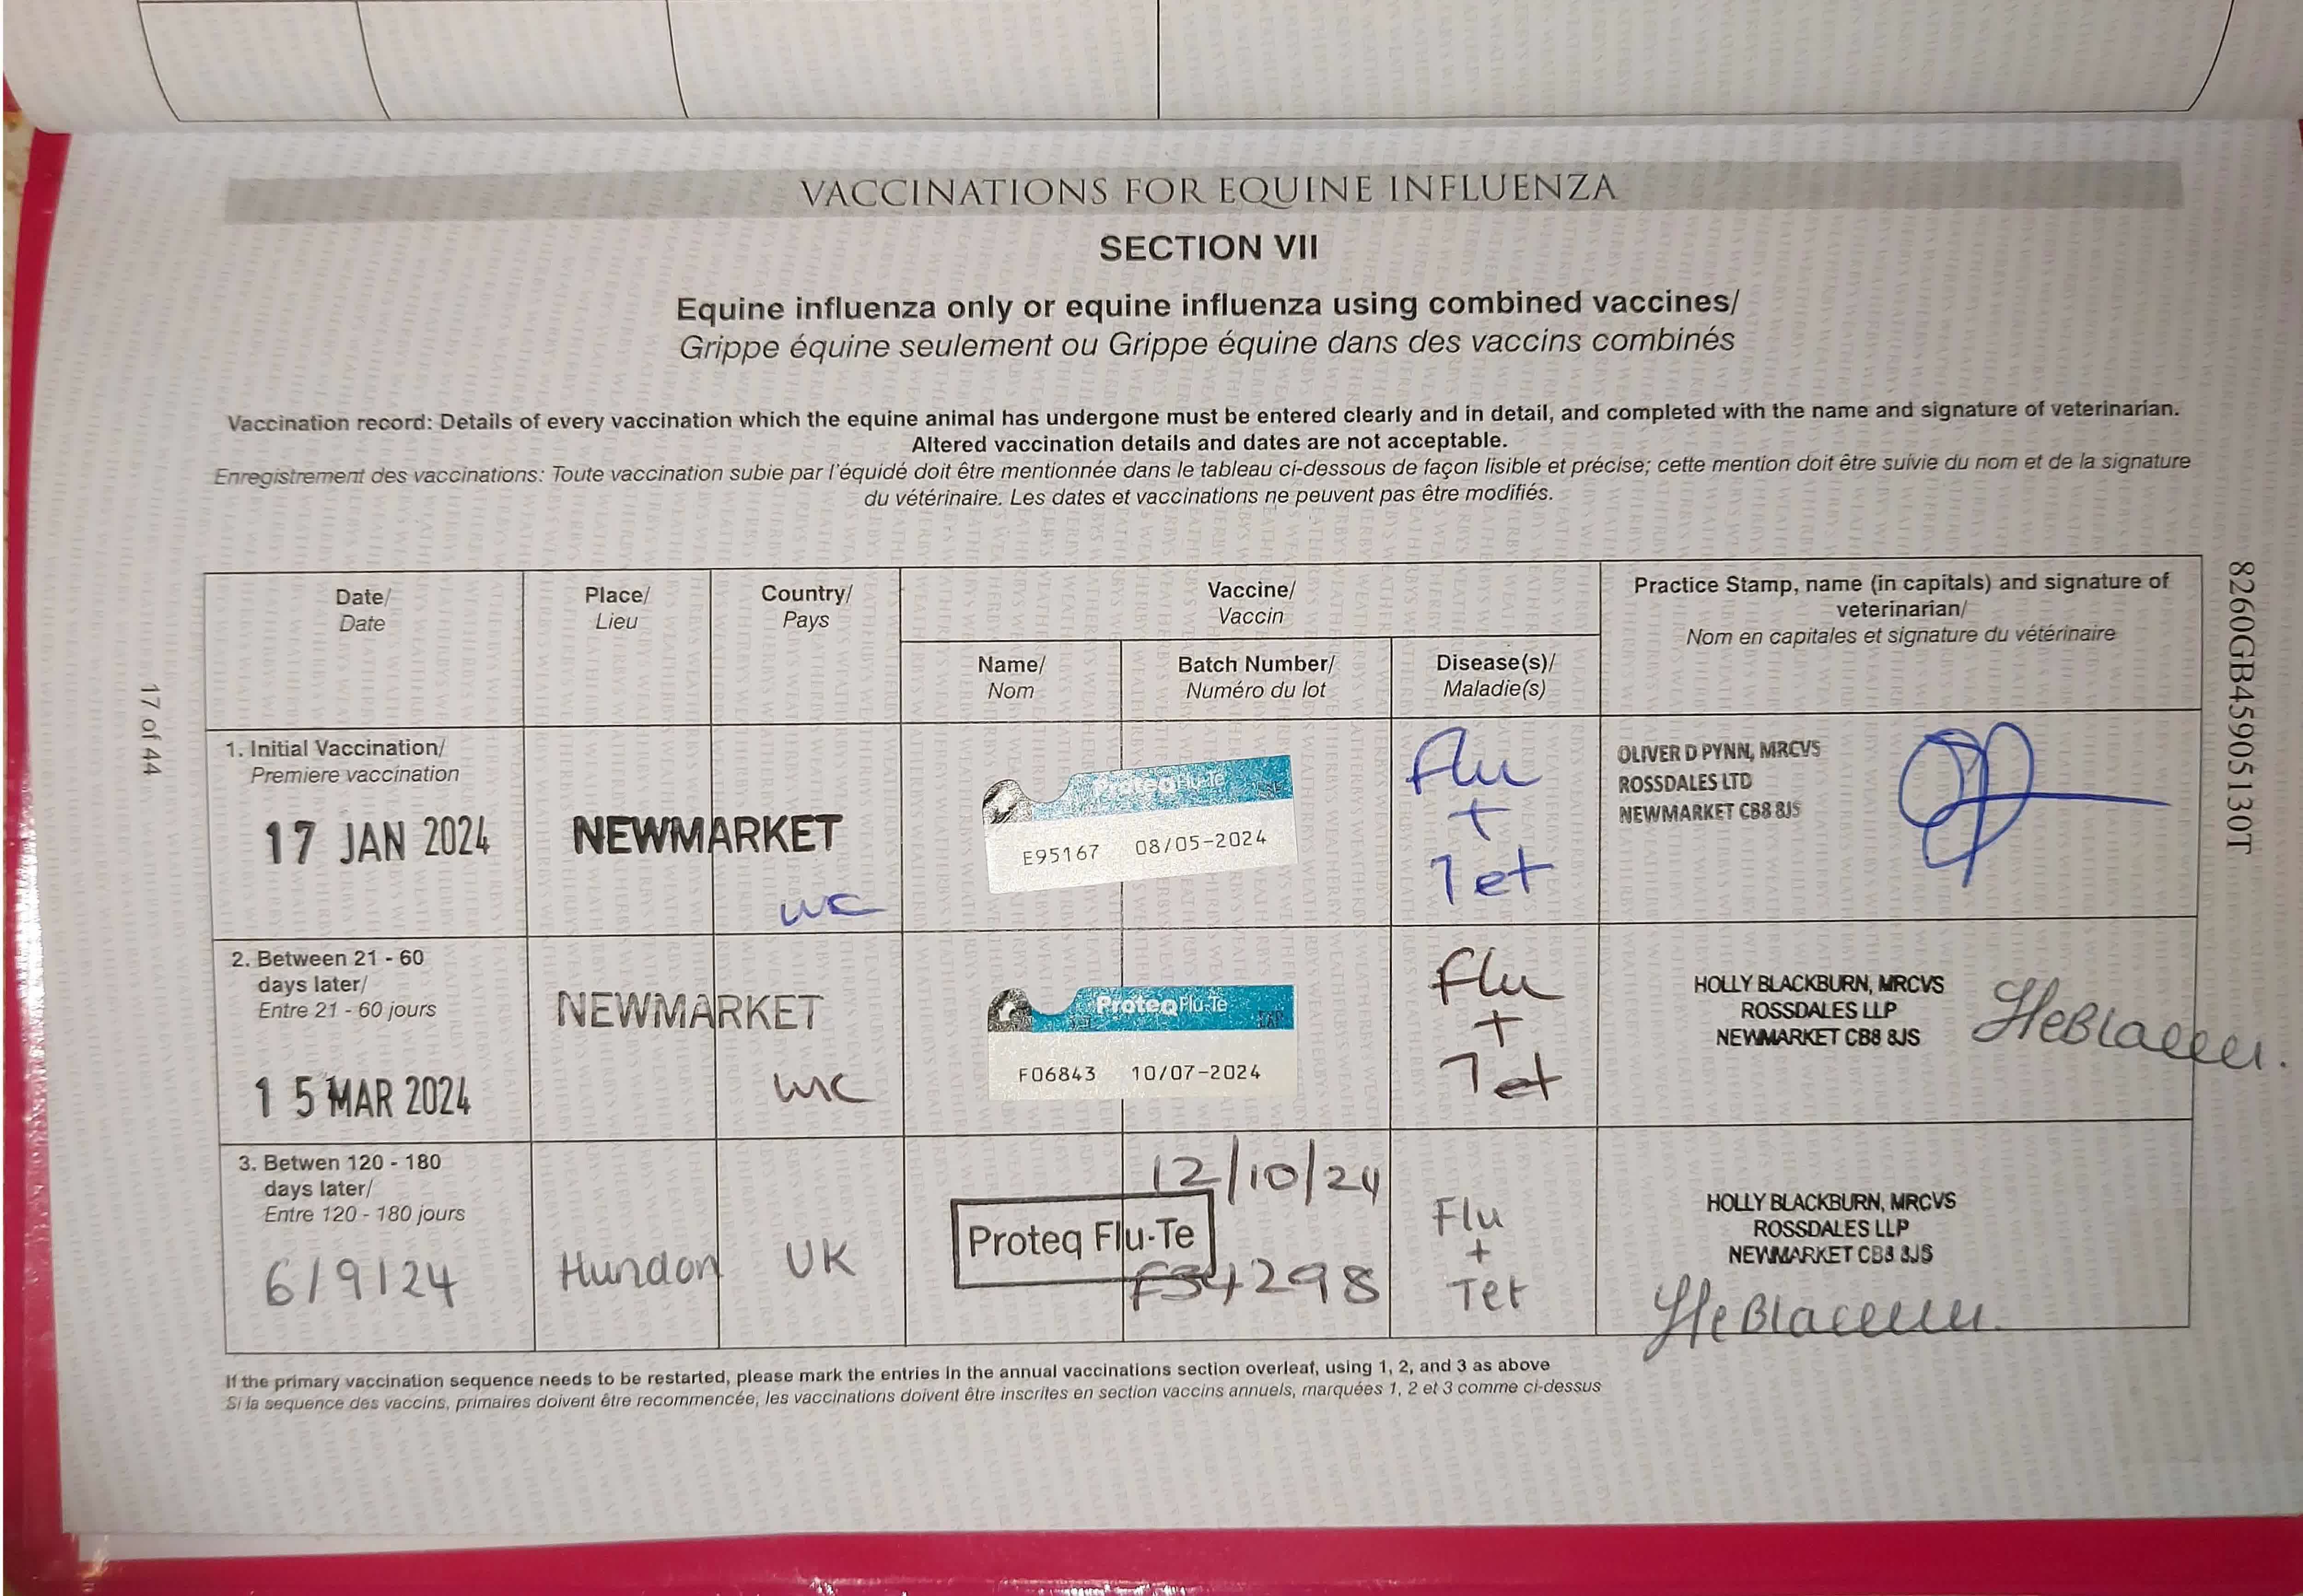 VACCINATIONS FOR EQUINE INFLUENZA
SECTION VII
Equine influenza only or equine influenza using combined vaccines/
Grippe équine seulement ou Grippe équine dans des vaccins combinés
Vaccination record: Details of every vaccination which the equine animal has undergone must be entered clearly and in detail, and completed with the name and signature of veterinarian.
Altered vaccination details and dates are not acceptable.
Enregistrement des vaccinations: Toute vaccination subie par l'équidé doit être mentionnée dans le tableau ci-dessous de façon lisible et précise; cette mention doit être suivie du nom et de la signature
du vétérinaire. Les dates et vaccinations ne peuvent pas être modifiés.
Date/
Date
Place/
Lieu
Country/
Pays
Vaccine/
Vaccin
Name/
Nom
Batch Number/
Numéro du lot
Disease(s)/
Maladie(s)
Practice Stamp, name (in capitals) and signature of
veterinarian/
Nom en capitales et signature du vétérinaire
1. Initial Vaccination/
Premiere vaccination
17 JAN 2024
NEWMARKET
UK
ProteqFlu-Te
E95167 08/05-2024
Flu
+
Tet
OLIVER D PYNN, MRCVS
ROSSDALES LTD
NEWMARKET CB8 8JS
2. Between 21 - 60
days later/
Entre 21 - 60 jours
15 MAR 2024
NEWMARKET
UK
ProteqFlu-Te
EXP
F06843 10/07-2024
Flu
+
Tet
HOLLY BLACKBURN, MRCVS
ROSSDALES LLP
NEWMARKET CB8 8JS
3. Betwen 120 - 180
days later/
Entre 120 - 180 jours
6/9/24
Hundon
UK
12/10/24
Proteq Flu-Te
F34298
Flu
+
Tet
HOLLY BLACKBURN, MRCVS
ROSSDALES LLP
NEWMARKET CB8 8JS
If the primary vaccination sequence needs to be restarted, please mark the entries in the annual vaccinations section overleaf, using 1, 2, and 3 as above
Si la sequence des vaccins, primaires doivent être recommencée, les vaccinations doivent être inscrites en section vaccins annuels, marquées 1, 2 et 3 comme ci-dessus
17 of 44
8260GB45905130T